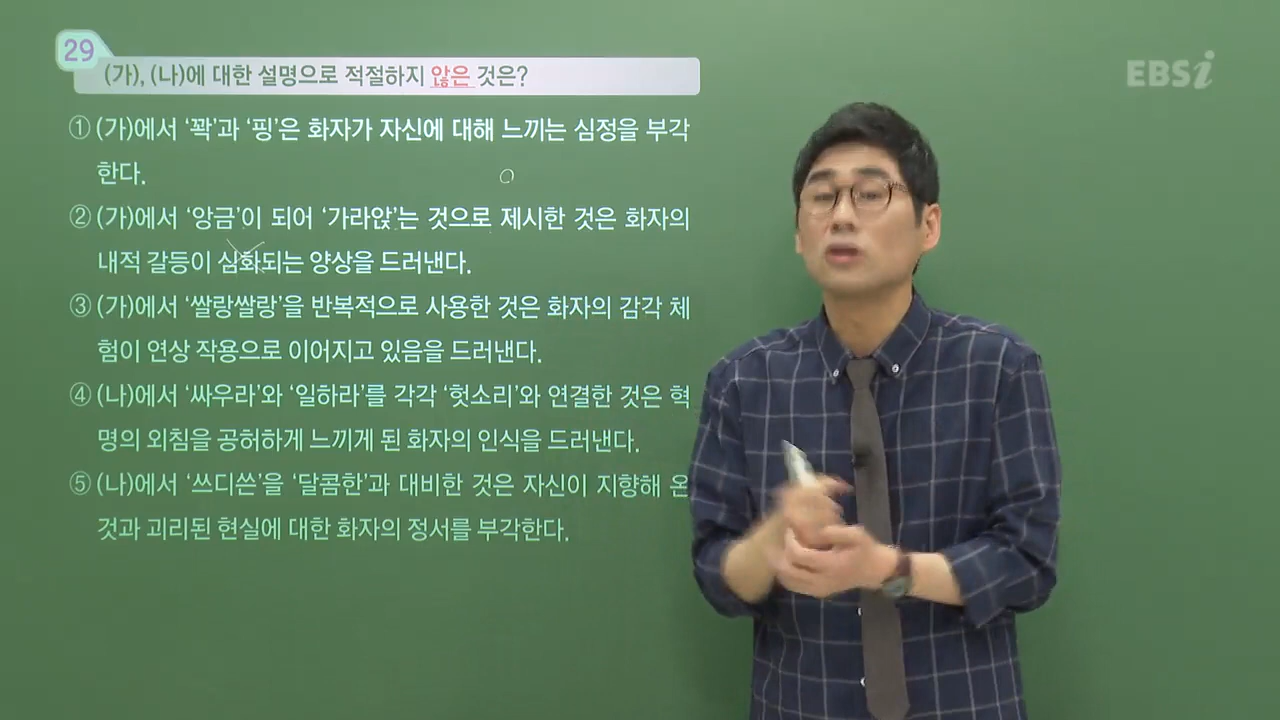 29
(가), (나)에 대한 설명으로 적절하지 않은 것은?
EBSi
① (가)에서 ‘꽉’과 ‘핑’은 화자가 자신에 대해 느끼는 심정을 부각
한다.
② (가)에서 ‘앙금’이 되어 ‘가라앉’는 것으로 제시한 것은 화자의
내적 갈등이 심화되는 양상을 드러낸다.
③ (가)에서 ‘쌀랑쌀랑’을 반복적으로 사용한 것은 화자의 감각 체
험이 연상 작용으로 이어지고 있음을 드러낸다.
④ (나)에서 ‘싸우라’와 ‘일하라’를 각각 ‘헛소리’와 연결한 것은 혁
명의 외침을 공허하게 느끼게 된 화자의 인식을 드러낸다.
⑤ (나)에서 ‘쓰디쓴’을 ‘달콤한’과 대비한 것은 자신이 지향해 온
것과 괴리된 현실에 대한 화자의 정서를 부각한다.